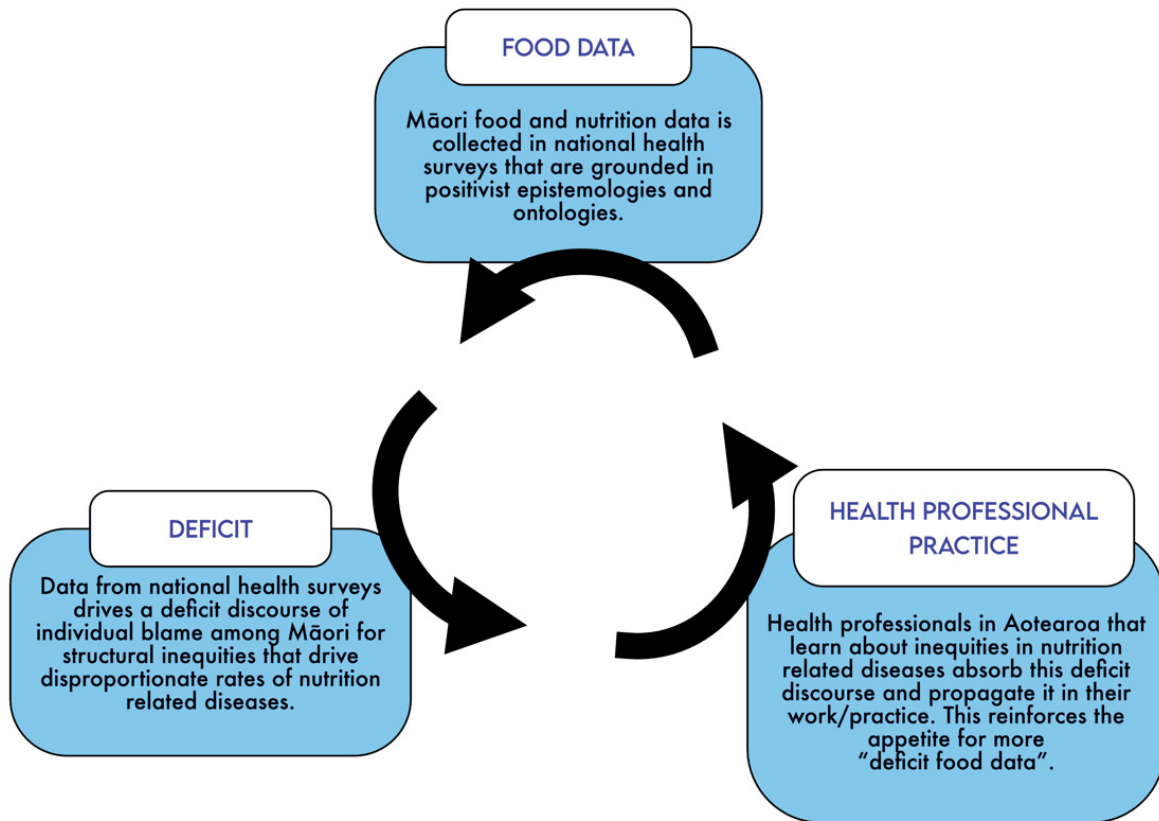 FOOD DATA
Māori food and nutrition data is
collected in national health
surveys that are grounded in
positivist epistemologies and
ontologies.
DEFICIT
Data from national health surveys
drives a deficit discourse of
individual blame among Māori for
structural inequities that drive
disproportionate rates of nutrition
related diseases.
HEALTH PROFESSIONAL
PRACTICE
Health professionals in Aotearoa that
learn about inequities in nutrition
related diseases absorb this deficit
discourse and propagate it in their
work/practice. This reinforces the
appetite for more
“deficit food data”.